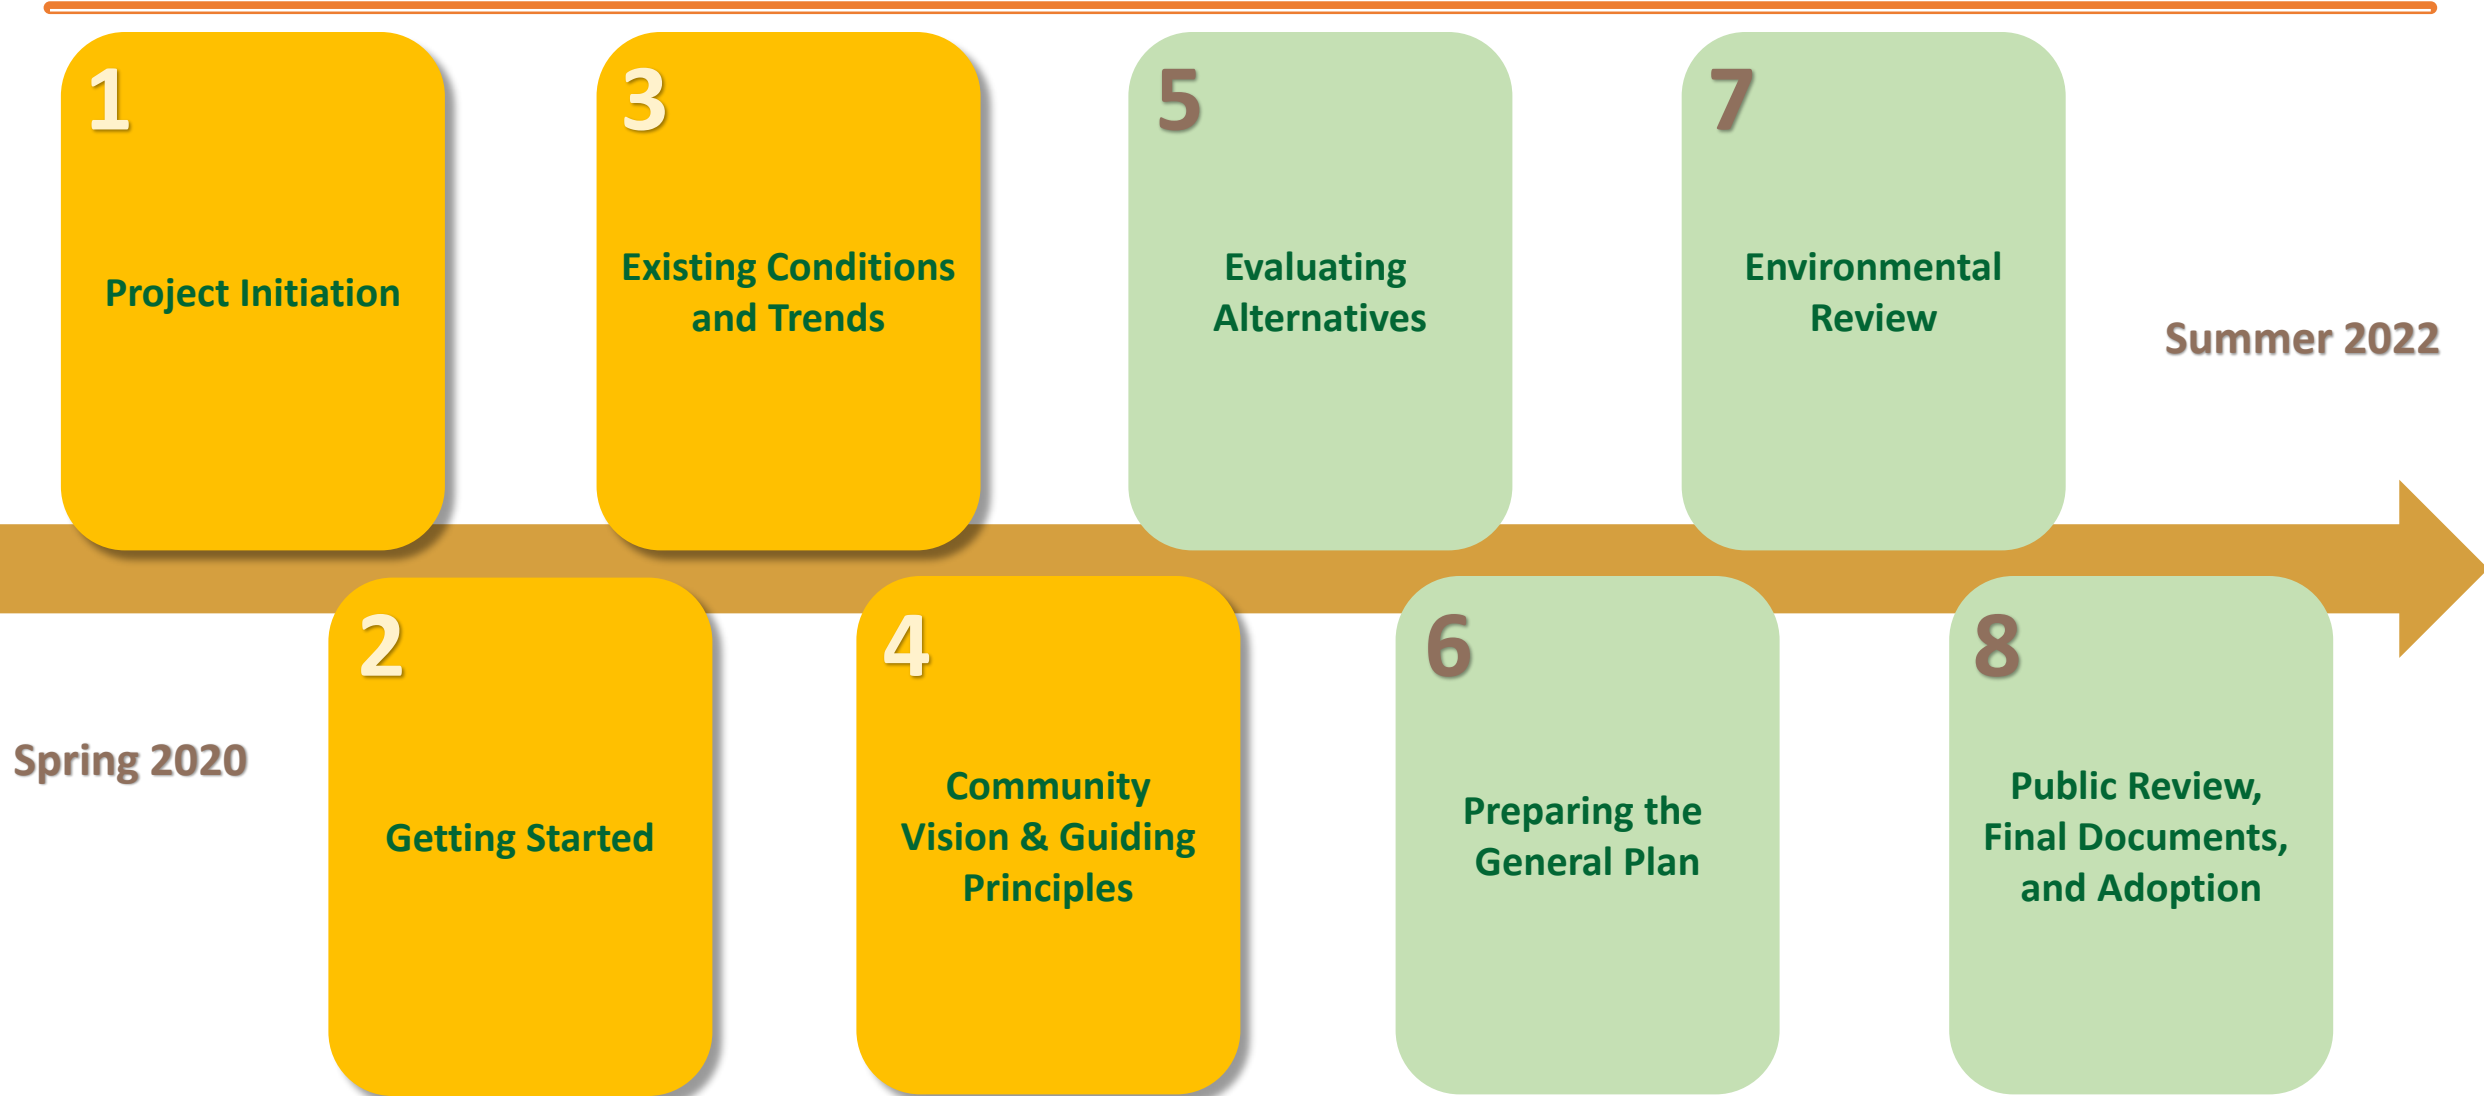 1
Project Initiation
2
Getting Started
3
Existing Conditions
and Trends
4
Community
Vision & Guiding
Principles
5
Evaluating
Alternatives
6
Preparing the
General Plan
7
Environmental
Review
8
Public Review,
Final Documents,
and Adoption
Spring 2020
Summer 2022